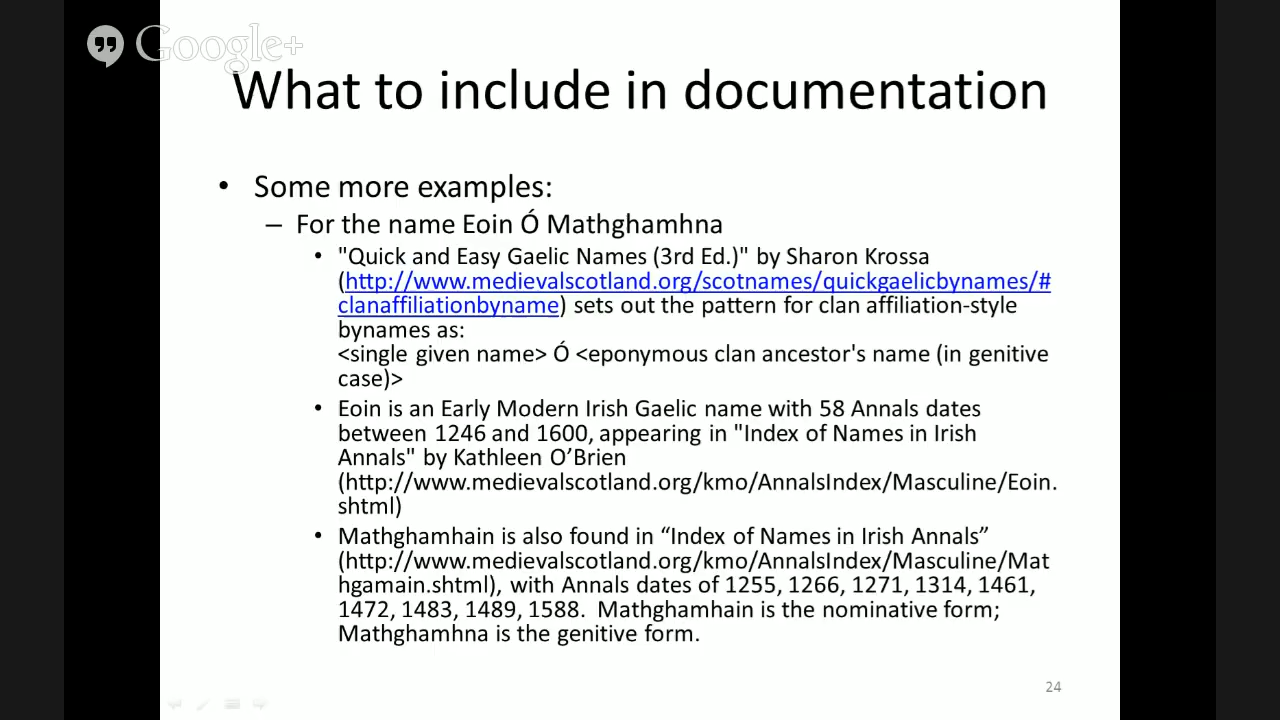 Google+
What to include in documentation
• Some more examples:
– For the name Eoin Ó Mathghamhna
• "Quick and Easy Gaelic Names (3rd Ed.)" by Sharon Krossa
(http://www.medievalscotland.org/scotnames/quickgaelicbynames/#
clanaffiliationbyname) sets out the pattern for clan affiliation-style
bynames as:
<single given name> Ó <eponymous clan ancestor's name (in genitive
case)>
• Eoin is an Early Modern Irish Gaelic name with 58 Annals dates
between 1246 and 1600, appearing in "Index of Names in Irish
Annals" by Kathleen O’Brien
(http://www.medievalscotland.org/kmo/AnnalsIndex/Masculine/Eoin.
shtml)
• Mathghamhain is also found in “Index of Names in Irish Annals”
(http://www.medievalscotland.org/kmo/AnnalsIndex/Masculine/Mat
hgamain.shtml), with Annals dates of 1255, 1266, 1271, 1314, 1461,
1472, 1483, 1489, 1588. Mathghamhain is the nominative form;
Mathghamhna is the genitive form.
24